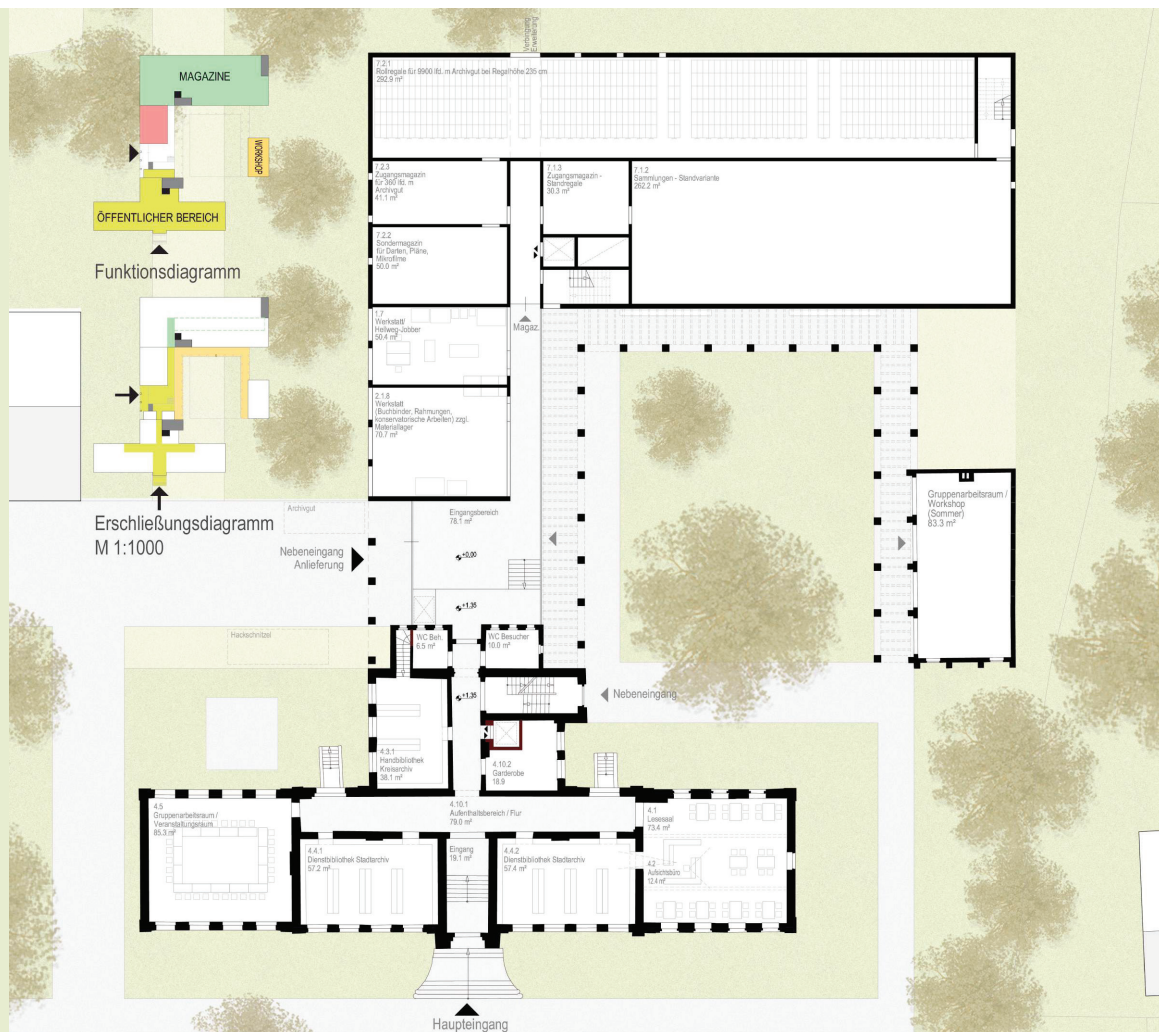 Verbingung
Erweiterung
MAGAZINE
WORKSHOP
ÖFFENTLICHER BEREICH
Funktionsdiagramm
Erschließungsdiagramm
M 1:1000
7.2.1
Rollregale für 9900 lfd. m Archivgut bei Regalhöhe 235 cm
292.9 m²
7.2.3
Zugangsmagazin
für 360 lfd. m
Archivgut
41.1 m²
7.1.3
Zugangsmagazin -
Standregale
30.3 m²
7.1.2
Sammlungen - Standvariante
262.2 m²
7.2.2
Sondermagazin
für Darten, Pläne,
Mikrofilme
50.0 m²
1.7
Werkstatt/
Hellweg-Jobber
50.4 m²
Magaz.
2.1.8
Werkstatt
(Buchbinder, Rahmungen,
konservatorische Arbeiten) zzgl.
Materiallager
70.7 m²
Gruppenarbeitsraum /
Workshop
(Sommer)
83.3 m²
Archivgut
Eingangsbereich
78.1 m²
Nebeneingang
Anlieferung
+0,00
+1,35
Hackschnitzel
WC Beh.
6.5 m²
WC Besucher
10.0 m²
+1,35
Nebeneingang
4.3.1
Handbibliothek
Kreisarchiv
38.1 m²
4.10.2
Garderobe
18.9
4.5
Gruppenarbeitsraum /
Veranstaltungsraum
85.3 m²
4.10.1
Aufenthaltsbereich / Flur
79.0 m²
4.1
Lesesaal
73.4 m²
4.4.1
Dienstbibliothek Stadtarchiv
57.2 m²
Eingang
19.1 m²
4.4.2
Dienstbibliothek Stadtarchiv
57.4 m²
4.2
Aufsichtsbüro
12.4 m²
Haupteingang